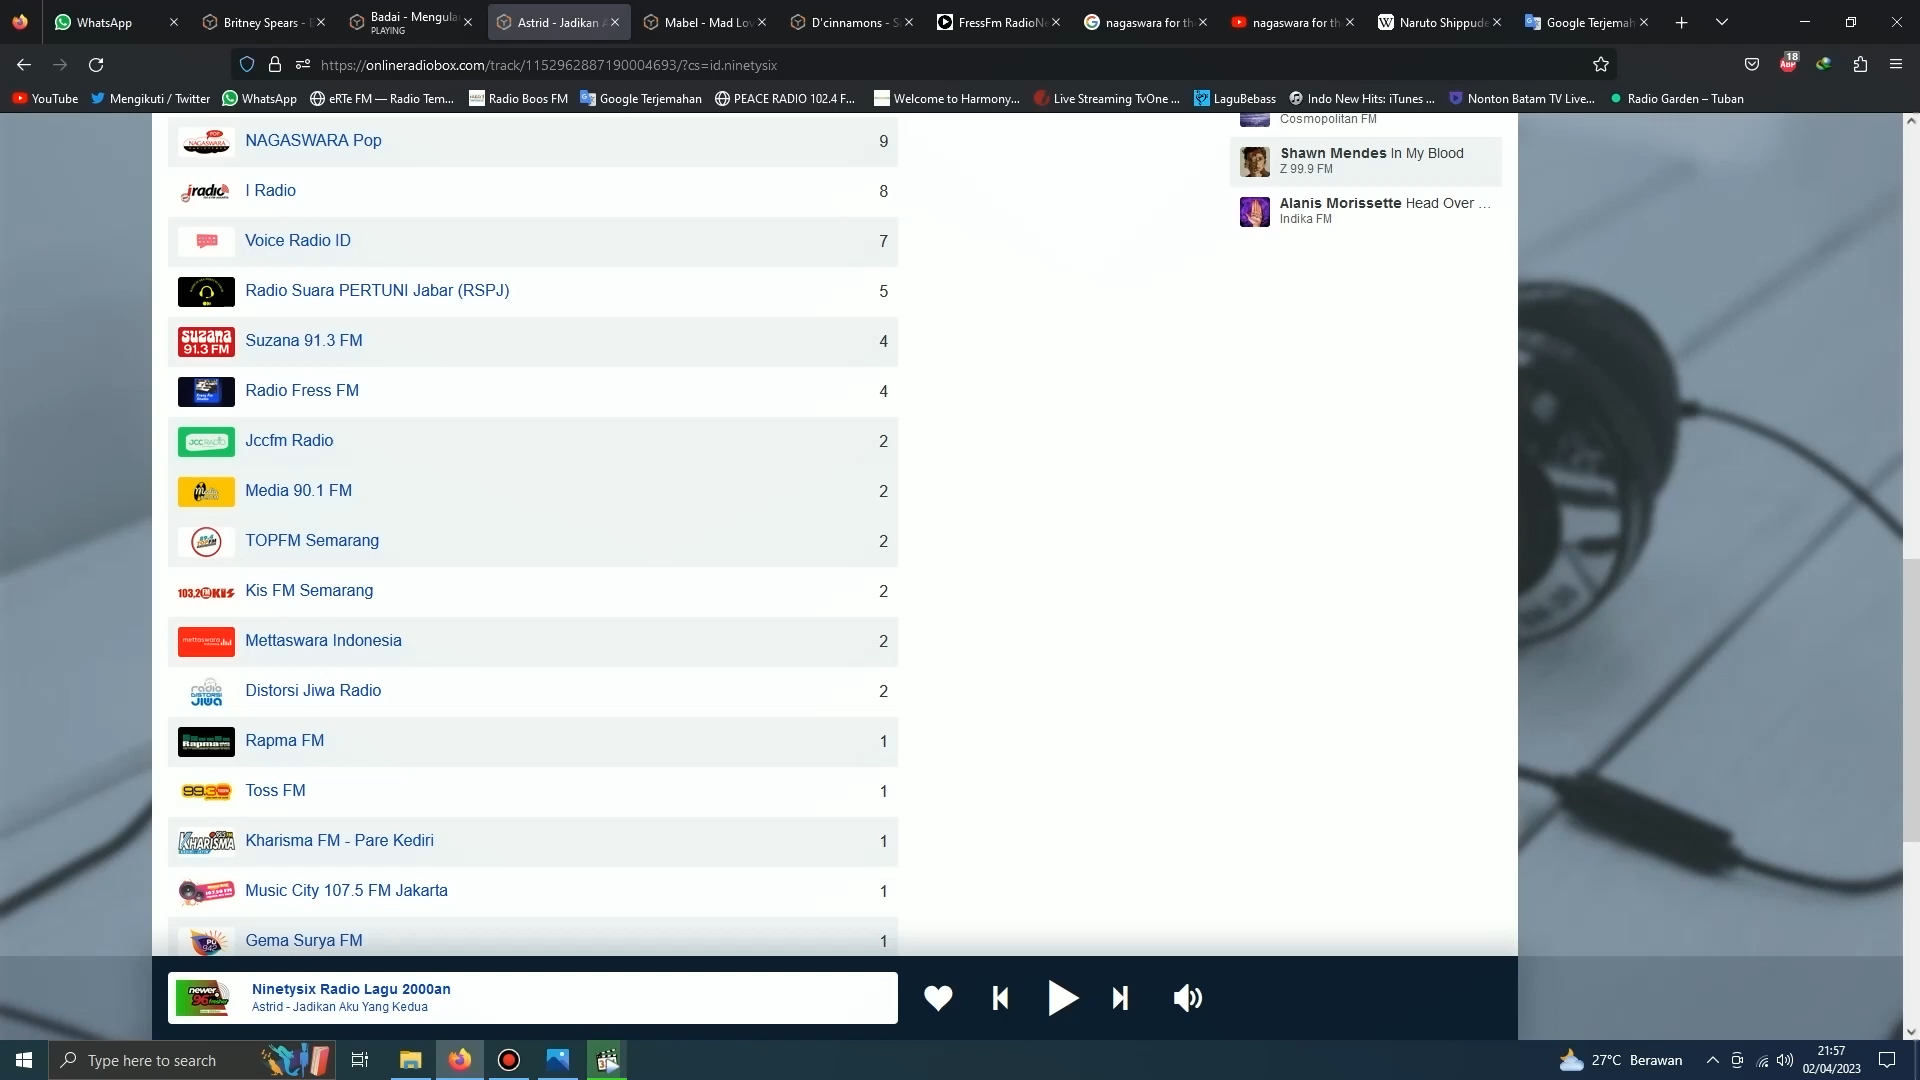 WhatsApp
Britney Spears -
Badai - Mengula
PLAYING
Astrid - Jadikan A
Mabel - Mad Lov
D'cinnamons - S
FressFm RadioNe
nagaswara for th
nagaswara for th
Naruto Shippude
Google Terjemah
https://onlineradiobox.com/track/1152962887190004693/?cs=id.ninetysix
18
ABP
YouTube
Mengikuti / Twitter
WhatsApp
eRTe FM — Radio Tem...
Radio Boos FM
Google Terjemahan
PEACE RADIO 102.4 F...
Welcome to Harmony...
Live Streaming TvOne ...
LaguBebass
Indo New Hits: iTunes ...
Nonton Batam TV Live...
Radio Garden – Tuban
NAGASWARA Pop 9
I Radio 8
Voice Radio ID 7
Radio Suara PERTUNI Jabar (RSPJ) 5
Suzana 91.3 FM 4
Radio Fress FM 4
Jccfm Radio 2
Media 90.1 FM 2
TOPFM Semarang 2
Kis FM Semarang 2
Mettaswara Indonesia 2
Distorsi Jiwa Radio 2
Rapma FM 1
Toss FM 1
Kharisma FM - Pare Kediri 1
Music City 107.5 FM Jakarta 1
Gema Surya FM 1
Cosmopolitan FM
Shawn Mendes In My Blood
Z 99.9 FM
Alanis Morissette Head Over ...
Indika FM
Ninetysix Radio Lagu 2000an
Astrid - Jadikan Aku Yang Kedua
Type here to search
27°C Berawan
21:57
02/04/2023